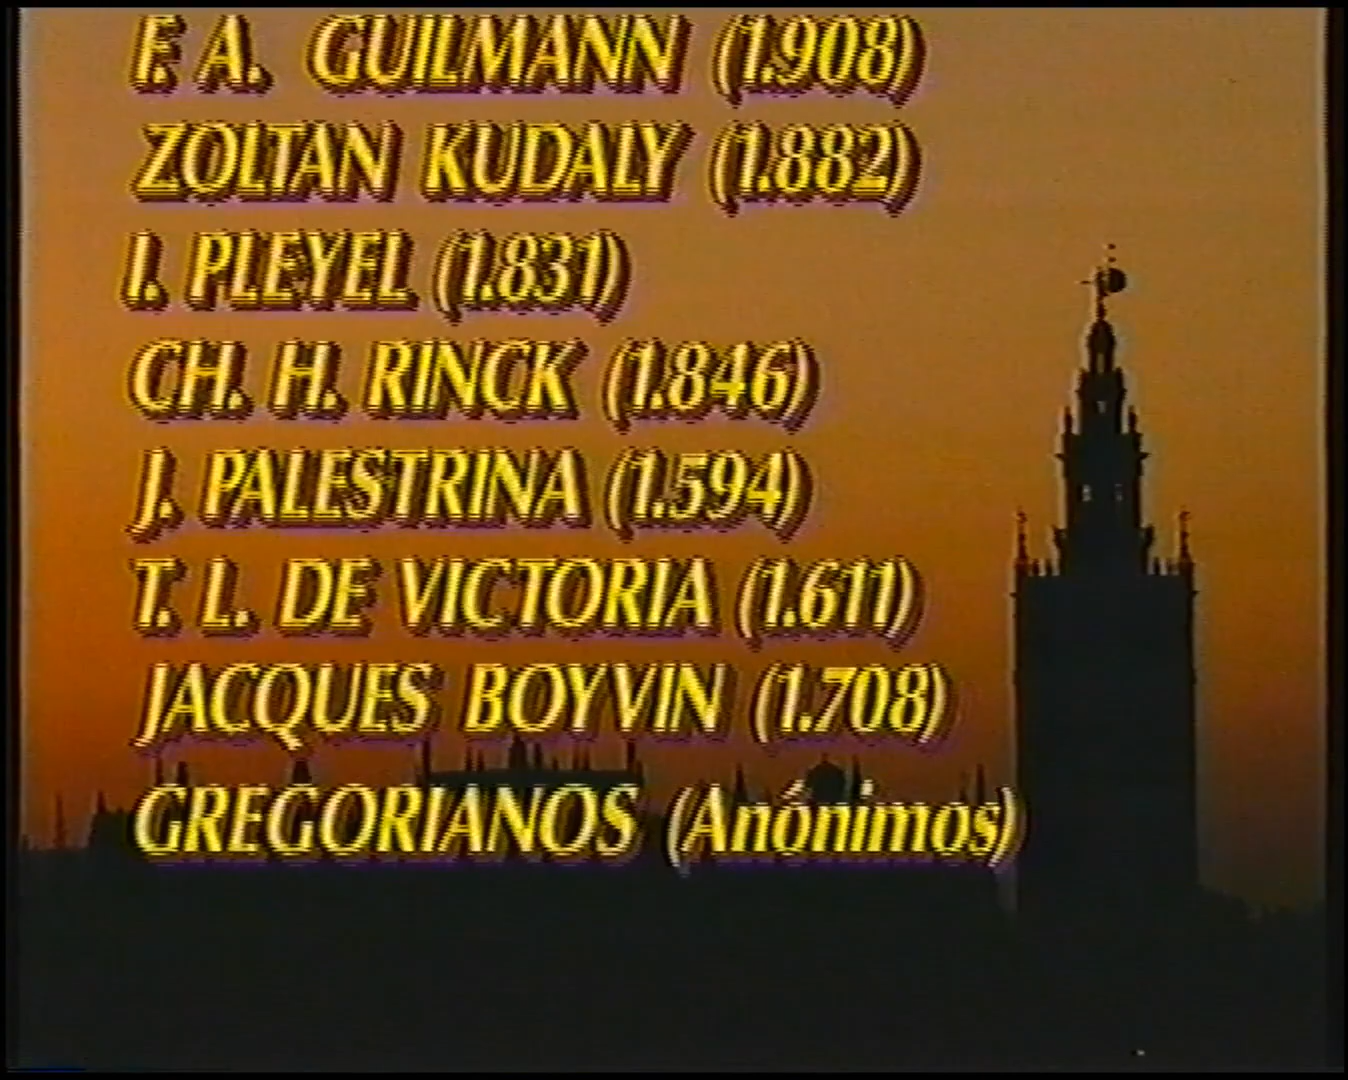 F. A. GUILMANN (1.908)
ZOLTAN KUDALY (1.882)
I. PLEYEL (1.831)
CH. H. RINCK (1.846)
J. PALESTRINA (1.594)
T. L. DE VICTORIA (1.611)
JACQUES BOYVIN (1.708)
GREGORIANOS (Anónimos)